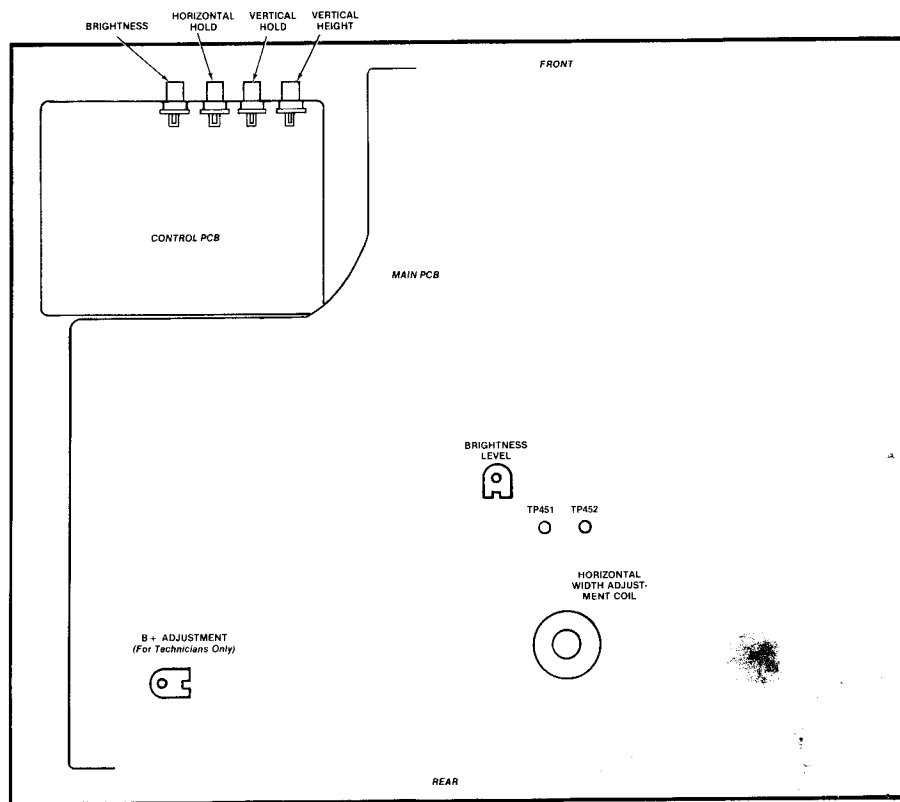 BRIGHTNESS
HORIZONTAL
HOLD
VERTICAL
HOLD
VERTICAL
HEIGHT
FRONT
CONTROL PCB
MAIN PCB
BRIGHTNESS
LEVEL
TP451
TP452
HORIZONTAL
WIDTH ADJUST-
MENT COIL
B+ ADJUSTMENT
(For Technicians Only)
REAR